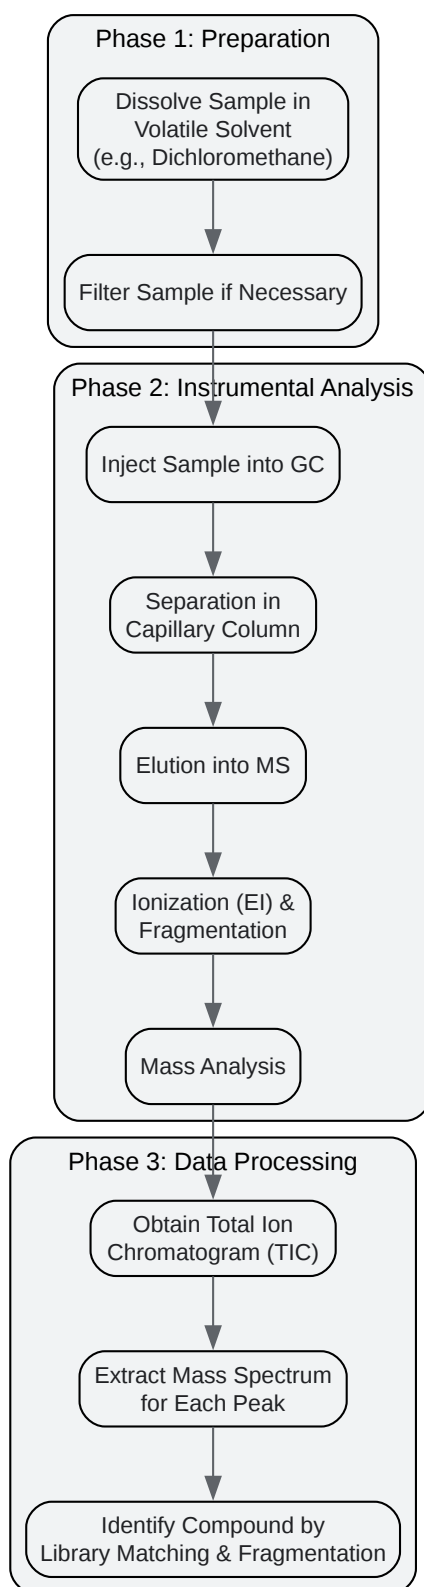 Phase 1: Preparation
Dissolve Sample in
Volatile Solvent
(e.g., Dichloromethane)
Filter Sample if Necessary
Phase 2: Instrumental Analysis
Inject Sample into GC
Separation in
Capillary Column
Elution into MS
Ionization (EI) &
Fragmentation
Mass Analysis
Phase 3: Data Processing
Obtain Total Ion
Chromatogram (TIC)
Extract Mass Spectrum
for Each Peak
Identify Compound by
Library Matching & Fragmentation